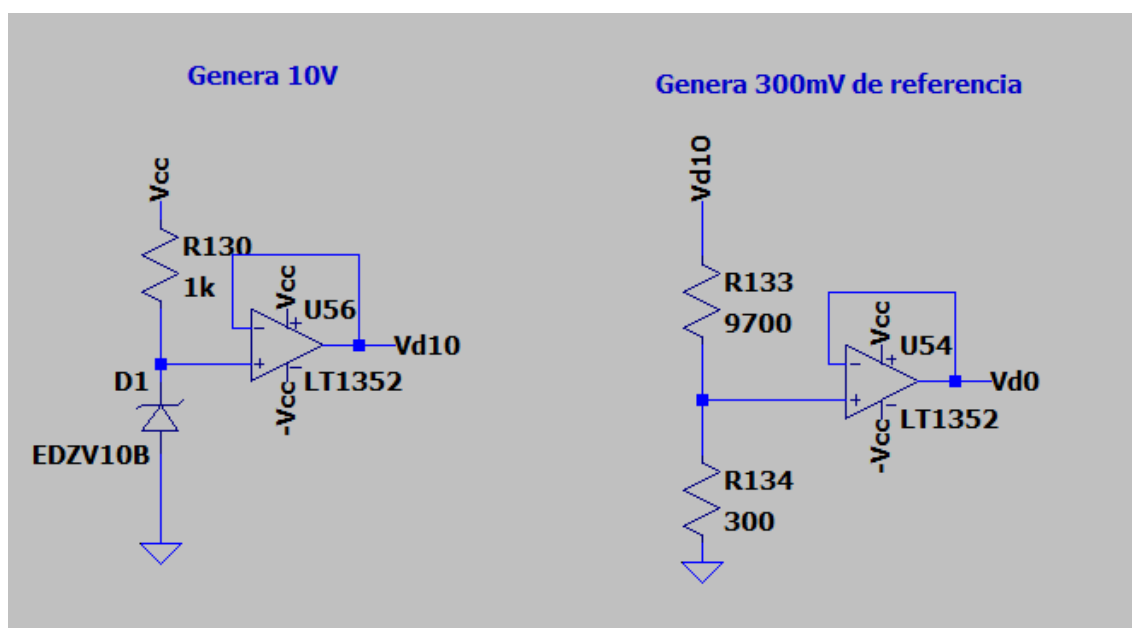 Genera 10V
Genera 300mV de referencia
Vcc
R130
1k
Vcc
U56
Vd10
D1
LT1352
-Vcc
EDZV10B
Vd10
R133
9700
Vcc
U54
Vd0
LT1352
-Vcc
R134
300